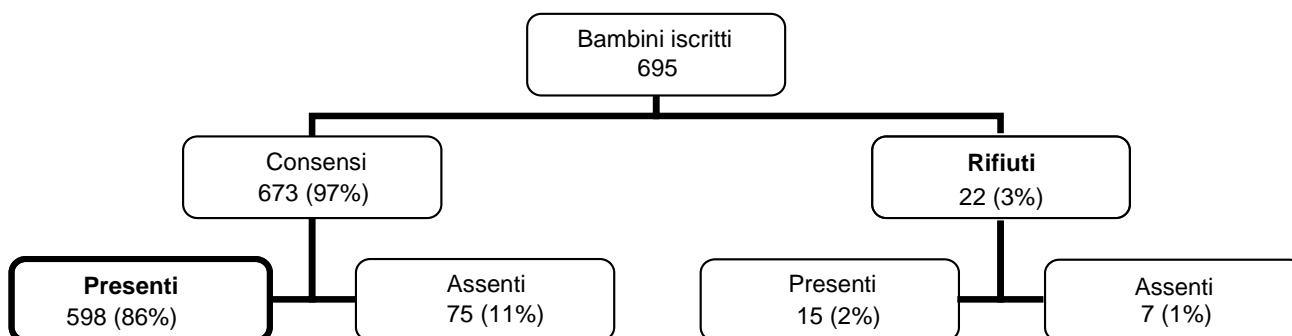 Bambini iscritti
695
Consensi
673 (97%)
Rifiuti
22 (3%)
Presenti
598 (86%)
Assenti
75 (11%)
Presenti
15 (2%)
Assenti
7 (1%)